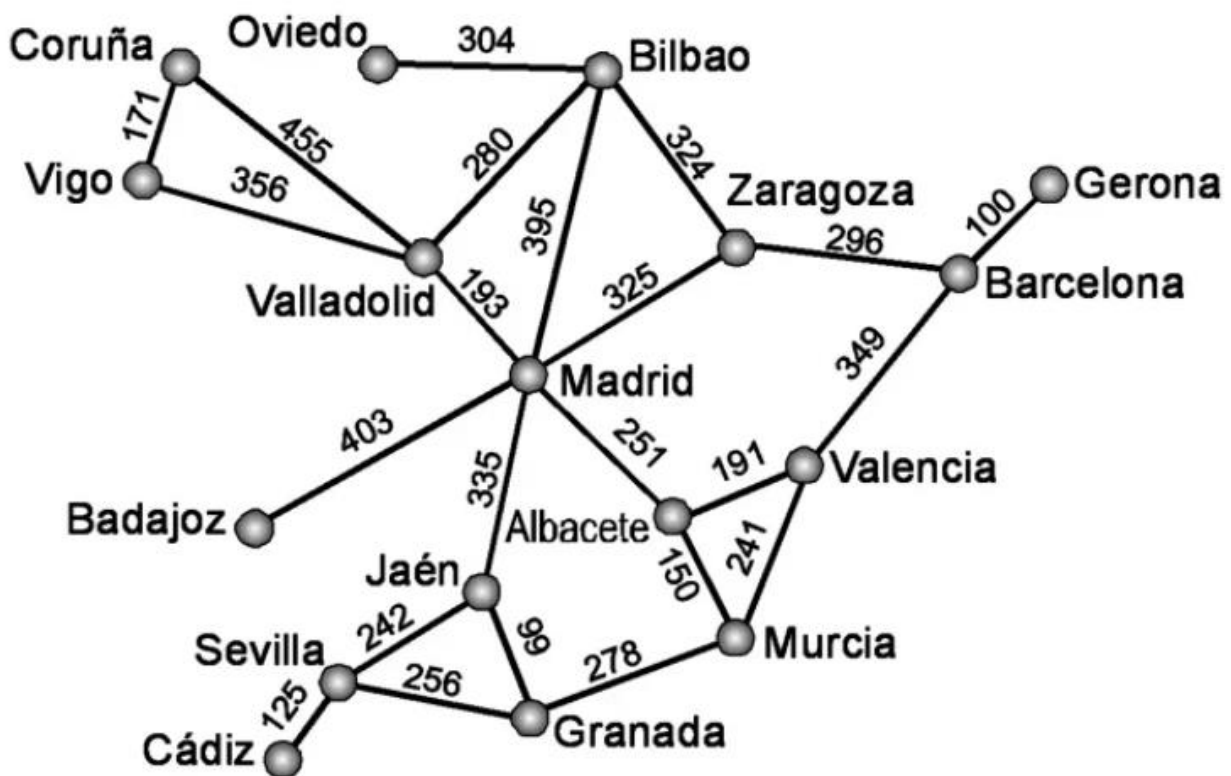 Oviedo
304
Bilbao
Coruña
171
455
280
324
Vigo
356
395
Zaragoza
Gerona
100
296
Barcelona
Valladolid
193
325
349
Madrid
403
251
191
Valencia
335
Badajoz
Albacete
241
150
Jaén
242
99
Murcia
Sevilla
278
256
125
Granada
Cádiz